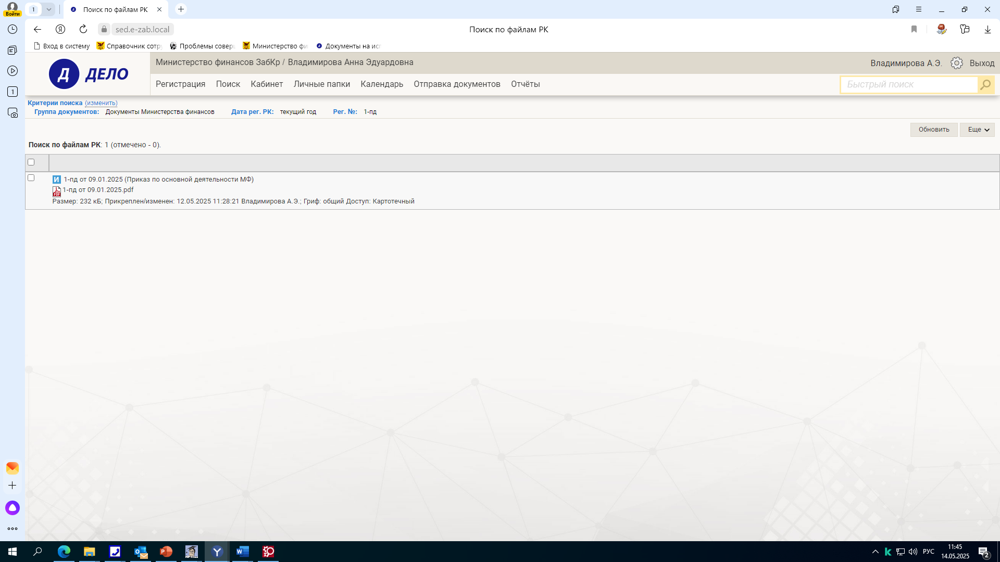 Войти
1
Поиск по файлам РК
sed.e-zab.local
Поиск по файлам РК
Вход в систему
Справочник сотру
Проблемы соверш
Министерство фи
Документы на исп
Д ДЕЛО
Министерство финансов ЗабКр / Владимирова Анна Эдуардовна
Владимирова А.Э.
Выход
Регистрация
Поиск
Кабинет
Личные папки
Календарь
Отправка документов
Отчёты
Быстрый поиск
1
Критерии поиска (изменить)
Группа документов: Документы Министерства финансов Дата рег. РК: текущий год Рег. №: 1-пд
Обновить
Еще
Поиск по файлам РК: 1 (отмечено - 0).
И 1-пд от 09.01.2025 (Приказ по основной деятельности МФ)
PDF 1-пд от 09.01.2025.pdf
Размер: 232 кБ; Прикреплен/изменен: 12.05.2025 11:28:21 Владимирова А.Э.; Гриф: общий Доступ: Картотечный
РУС
11:45
14.05.2025
2